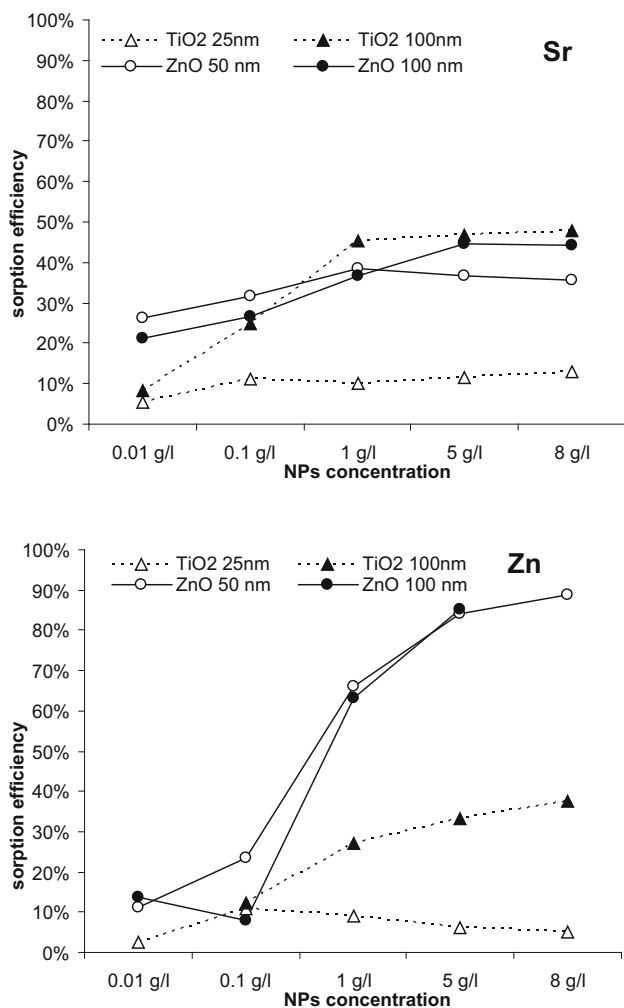 TiO2 25nm TiO2 100nm
ZnO 50 nm ZnO 100 nm
Sr
100%
90%
80%
70%
60%
50%
40%
30%
20%
10%
0%
sorption efficiency
0.01 g/l 0.1 g/l 1 g/l 5 g/l 8 g/l
NPs concentration
TiO2 25nm TiO2 100nm
ZnO 50 nm ZnO 100 nm
Zn
100%
90%
80%
70%
60%
50%
40%
30%
20%
10%
0%
sorption efficiency
0.01 g/l 0.1 g/l 1 g/l 5 g/l 8 g/l
NPs concentration